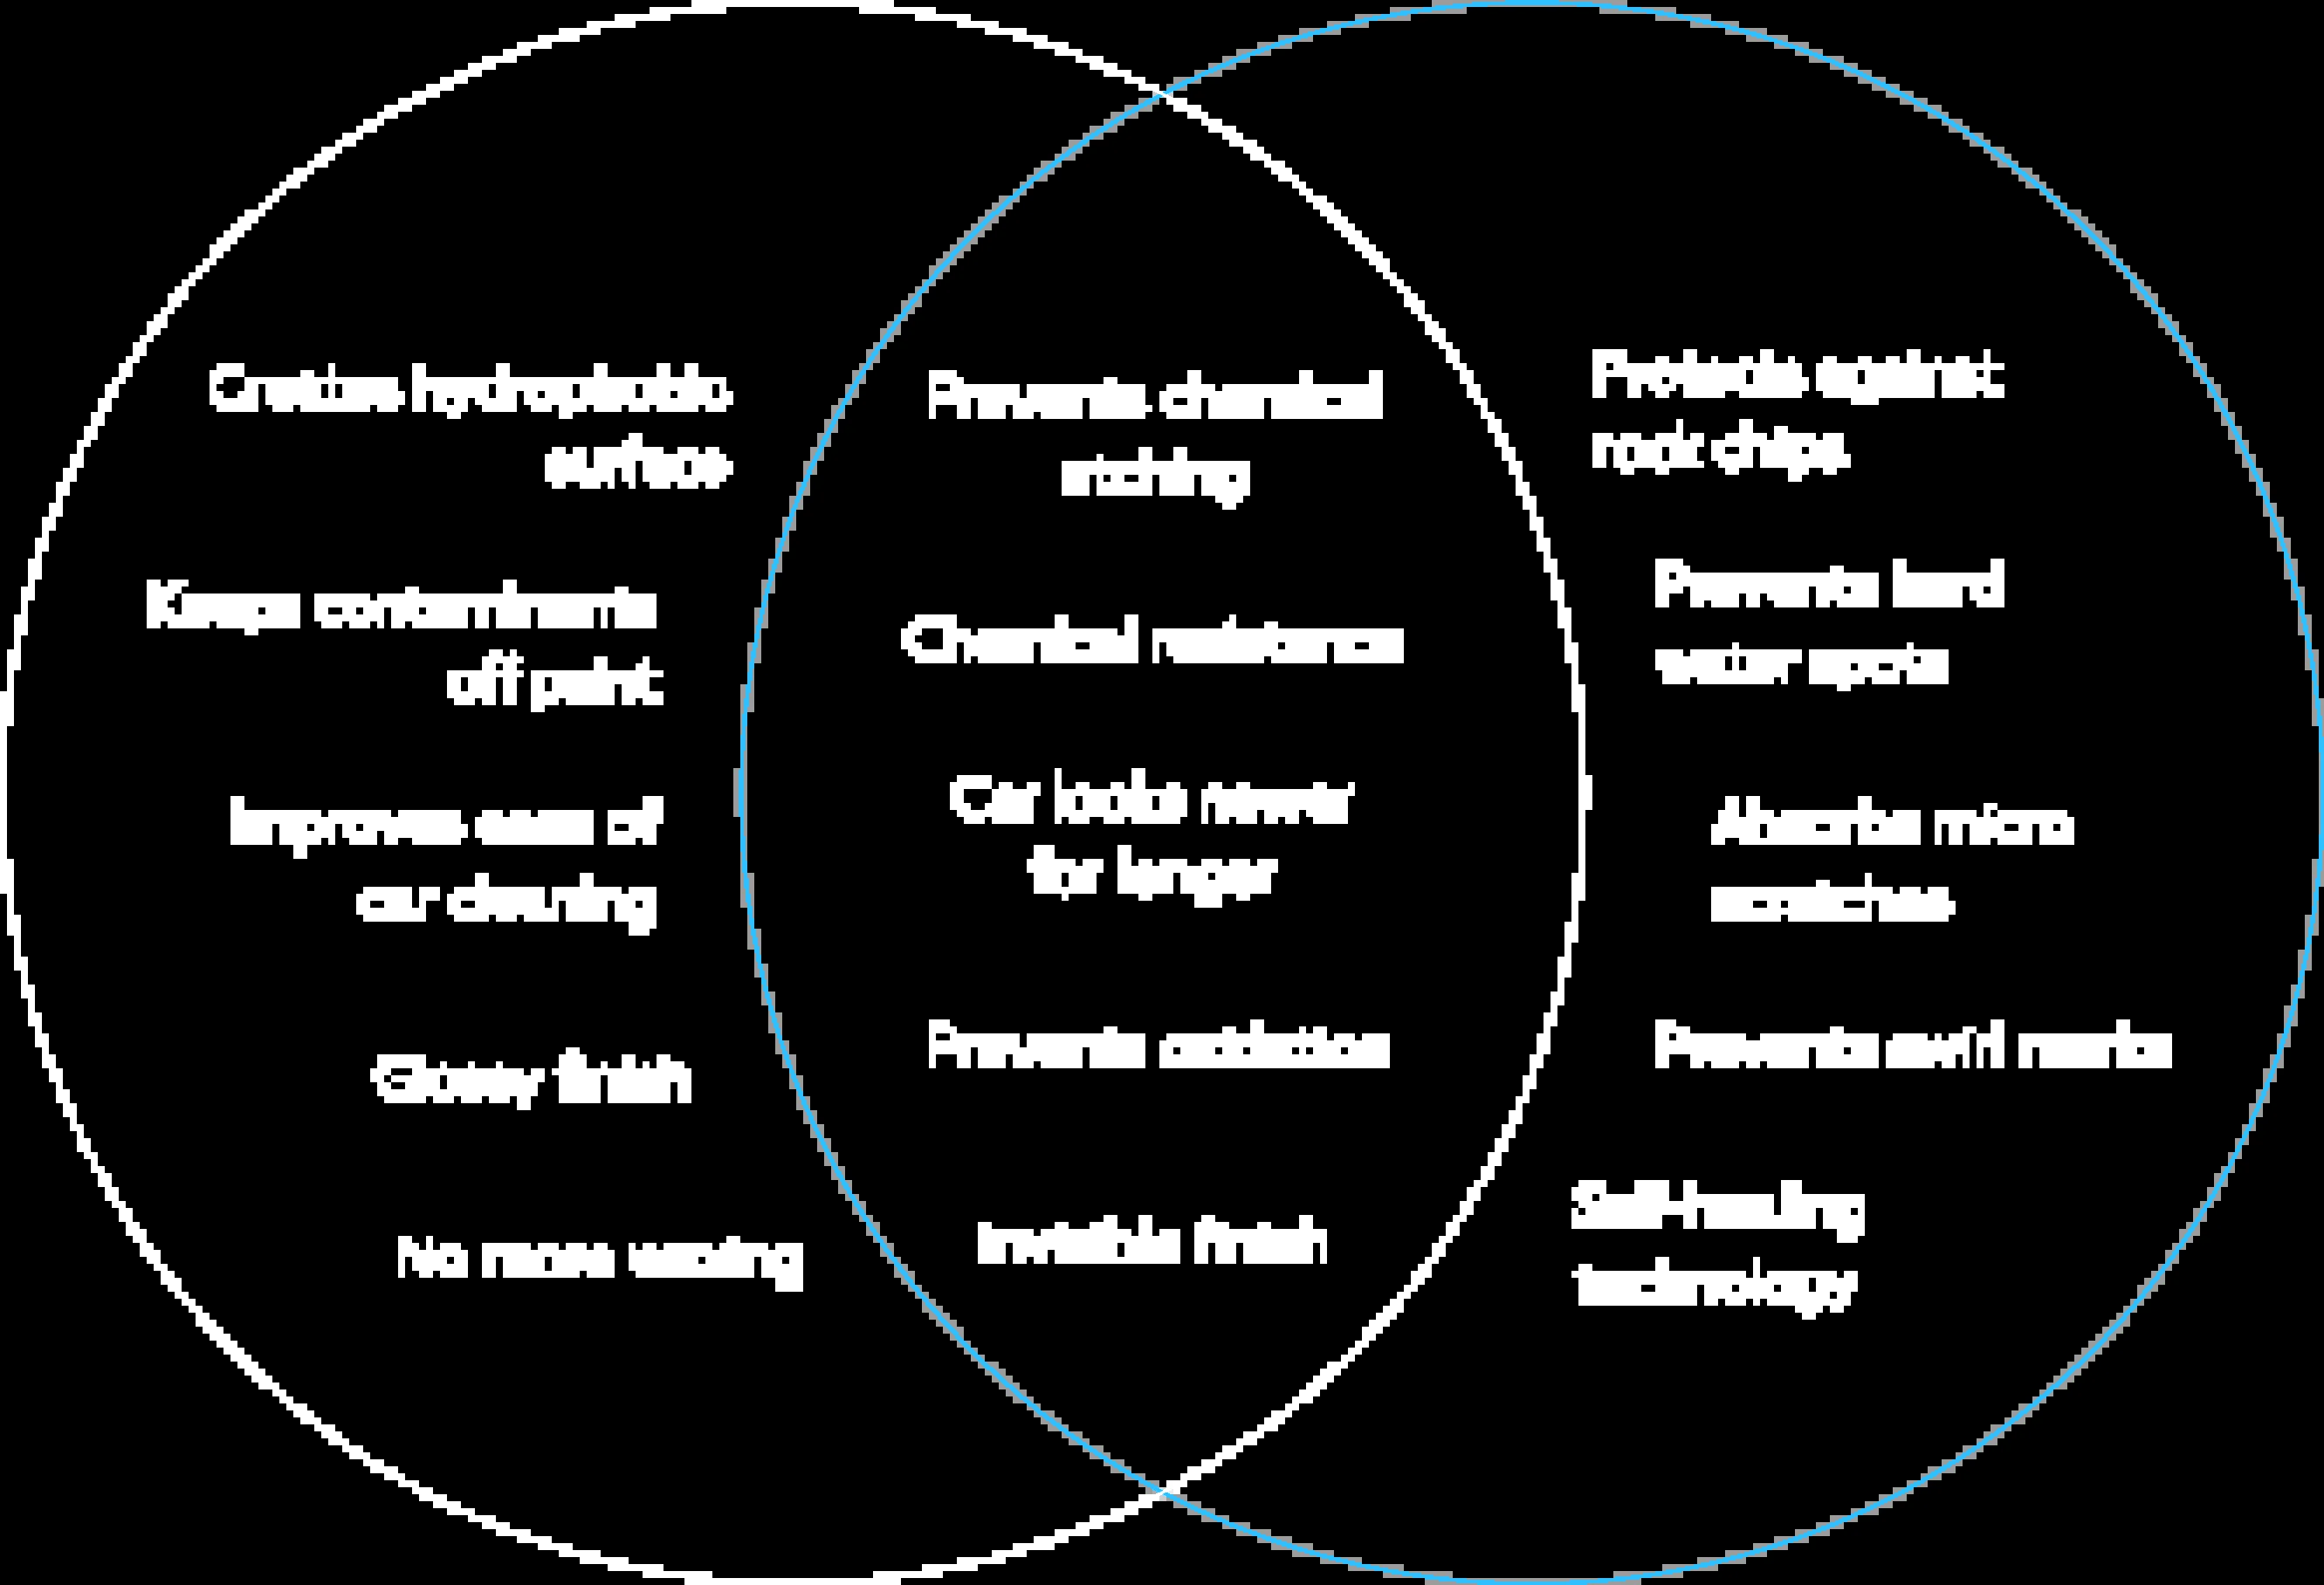 Creates hydrophobic
surface
Keeps contaminants
off paint
Improves ease of
car cleaning
Glossy finish
No more waxing
Prevents chemical
etching
Chemical resistance
Car looks newer
for longer
Prevents oxidation
Invisible finish
Protects against
rock chips
Prevents hard
water spots
Absorbs micro
scratches
Prevents swirl marks
Self-healing
technology